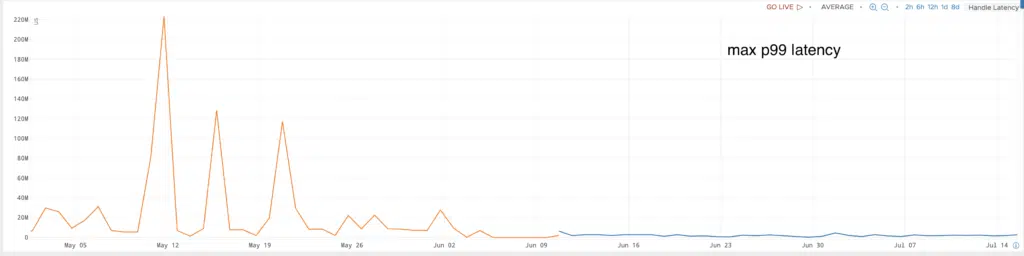 GO LIVE ▷ • AVERAGE • • 2h 6h 12h 1d 8d Handle Latency
max p99 latency
220M
200M
180M
160M
140M
120M
100M
80M
60M
40M
20M
0
May 05 May 12 May 19 May 26 Jun 02 Jun 09 Jun 16 Jun 23 Jun 30 Jul 07 Jul 14